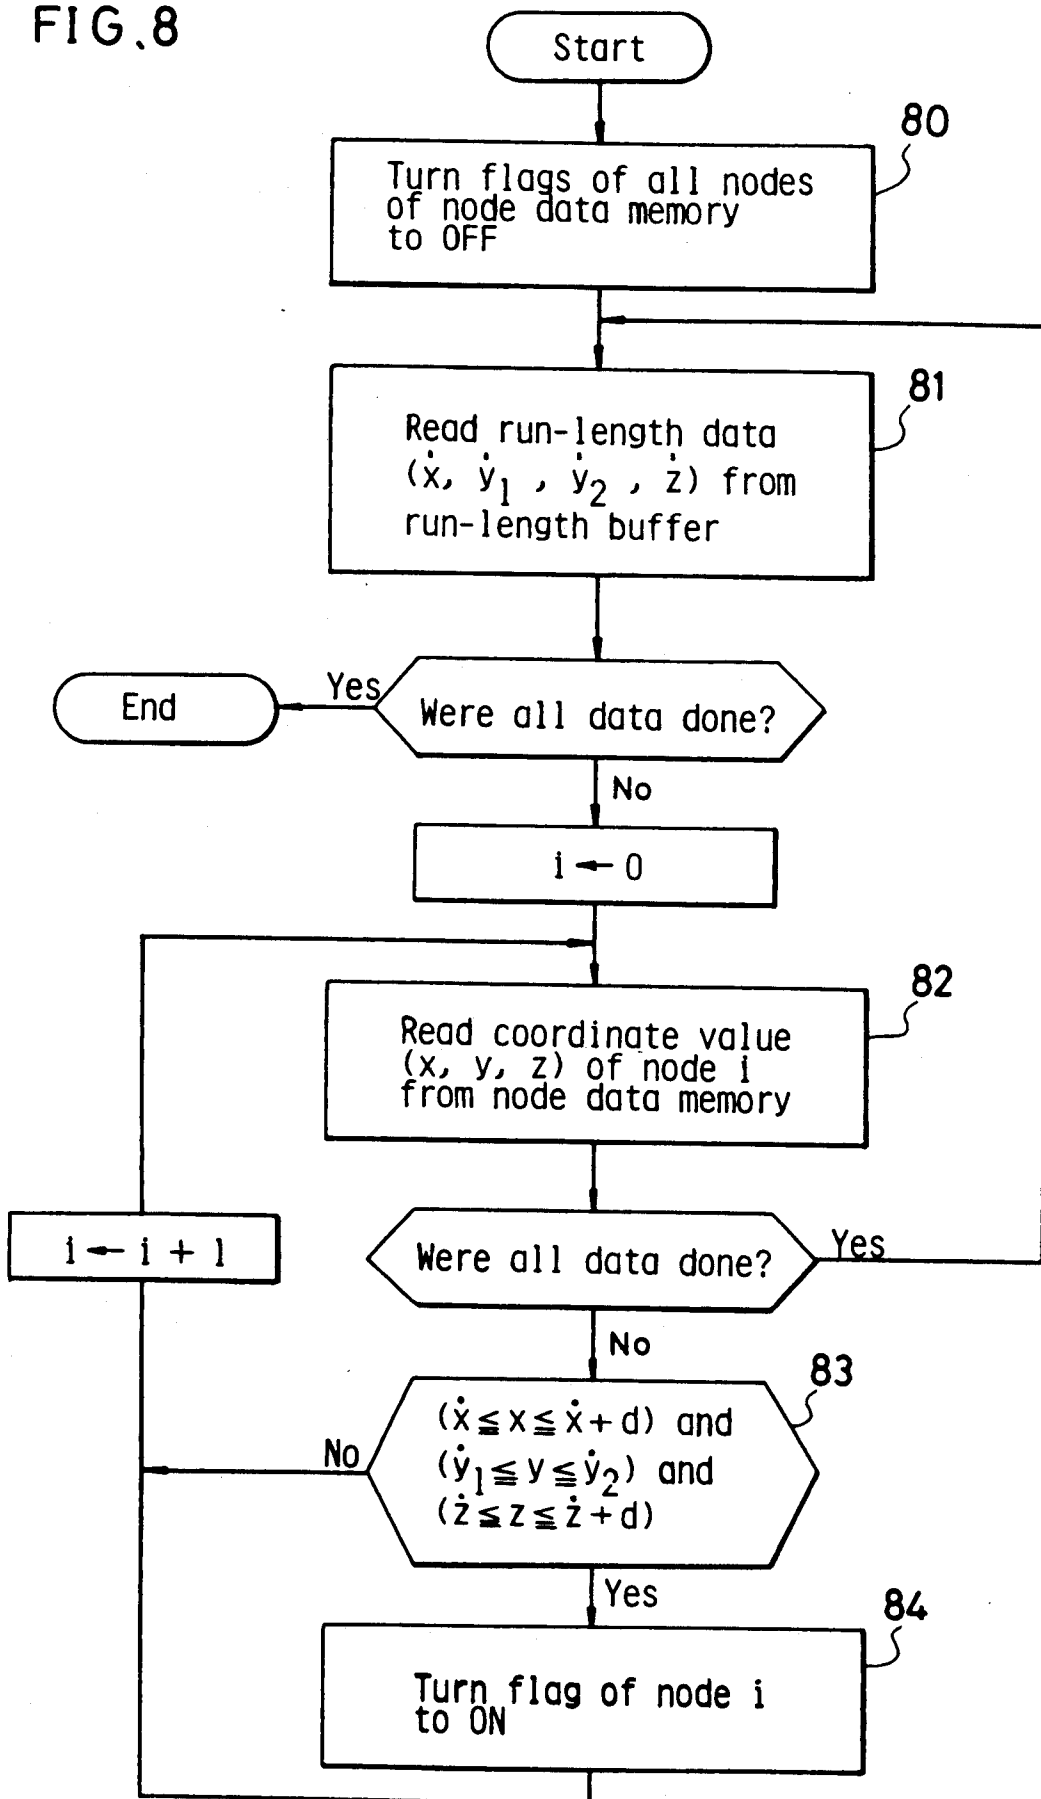 FIG.8
Start
80
Turn flags of all nodes
of node data memory
to OFF
81
Read run-length data
(ẋ, ẏ₁ , ẏ₂ , ż) from
run-length buffer
Yes
End
Were all data done?
No
i ← 0
82
Read coordinate value
(x, y, z) of node i
from node data memory
i ← i + 1
Were all data done?
Yes
No
83
(ẋ ≦ x ≦ ẋ + d) and
No
(ẏ₁ ≦ y ≦ ẏ₂) and
(ż ≦ z ≦ ż + d)
Yes
84
Turn flag of node i
to ON